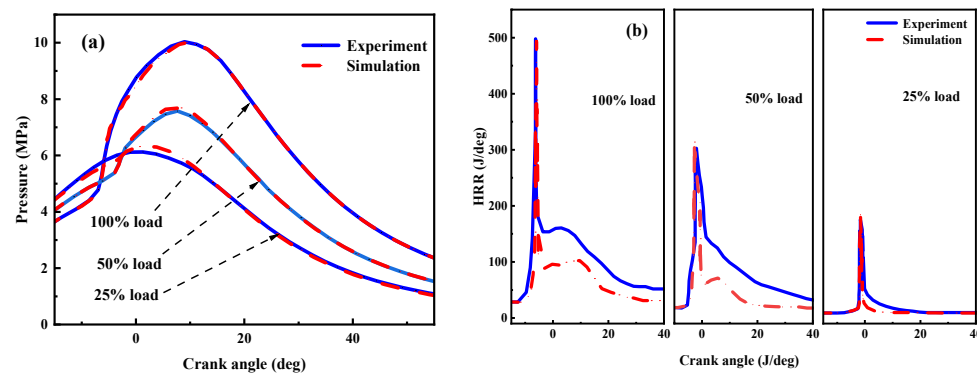 (a)
Experiment
Simulation
Pressure (MPa)
10
8
6
4
2
0
100% load
50% load
25% load
0 20 40
Crank angle (deg)
(b)
Experiment
Simulation
HRR (J/deg)
500
400
300
200
100
0
100% load
50% load
25% load
0 20 40
0 20 40
0 20 40
Crank angle (J/deg)